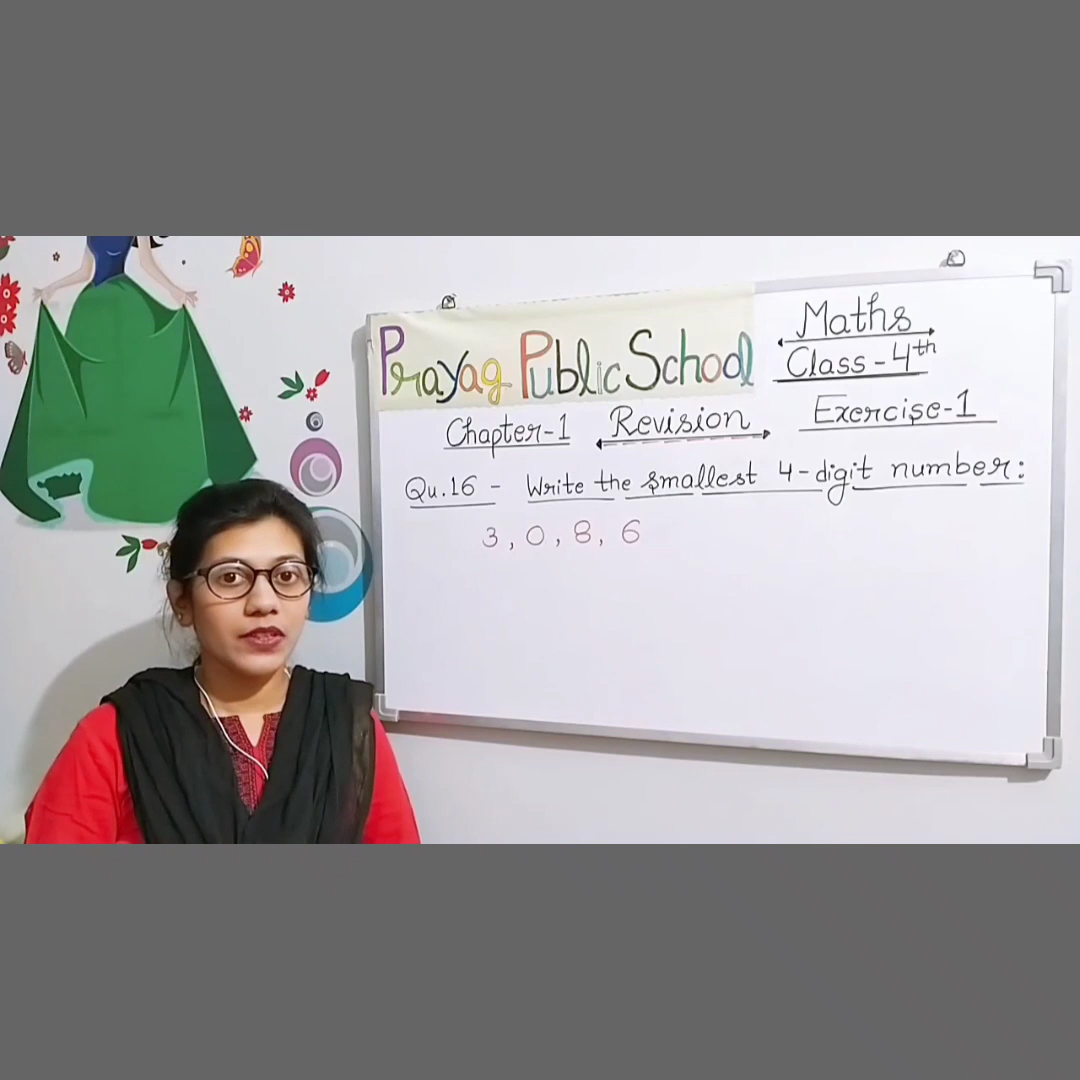 Prayag Public School
Maths
Class-4th
Chapter-1 Revision Exercise-1
Qu.16 - Write the smallest 4-digit number:
3, 0, 8, 6